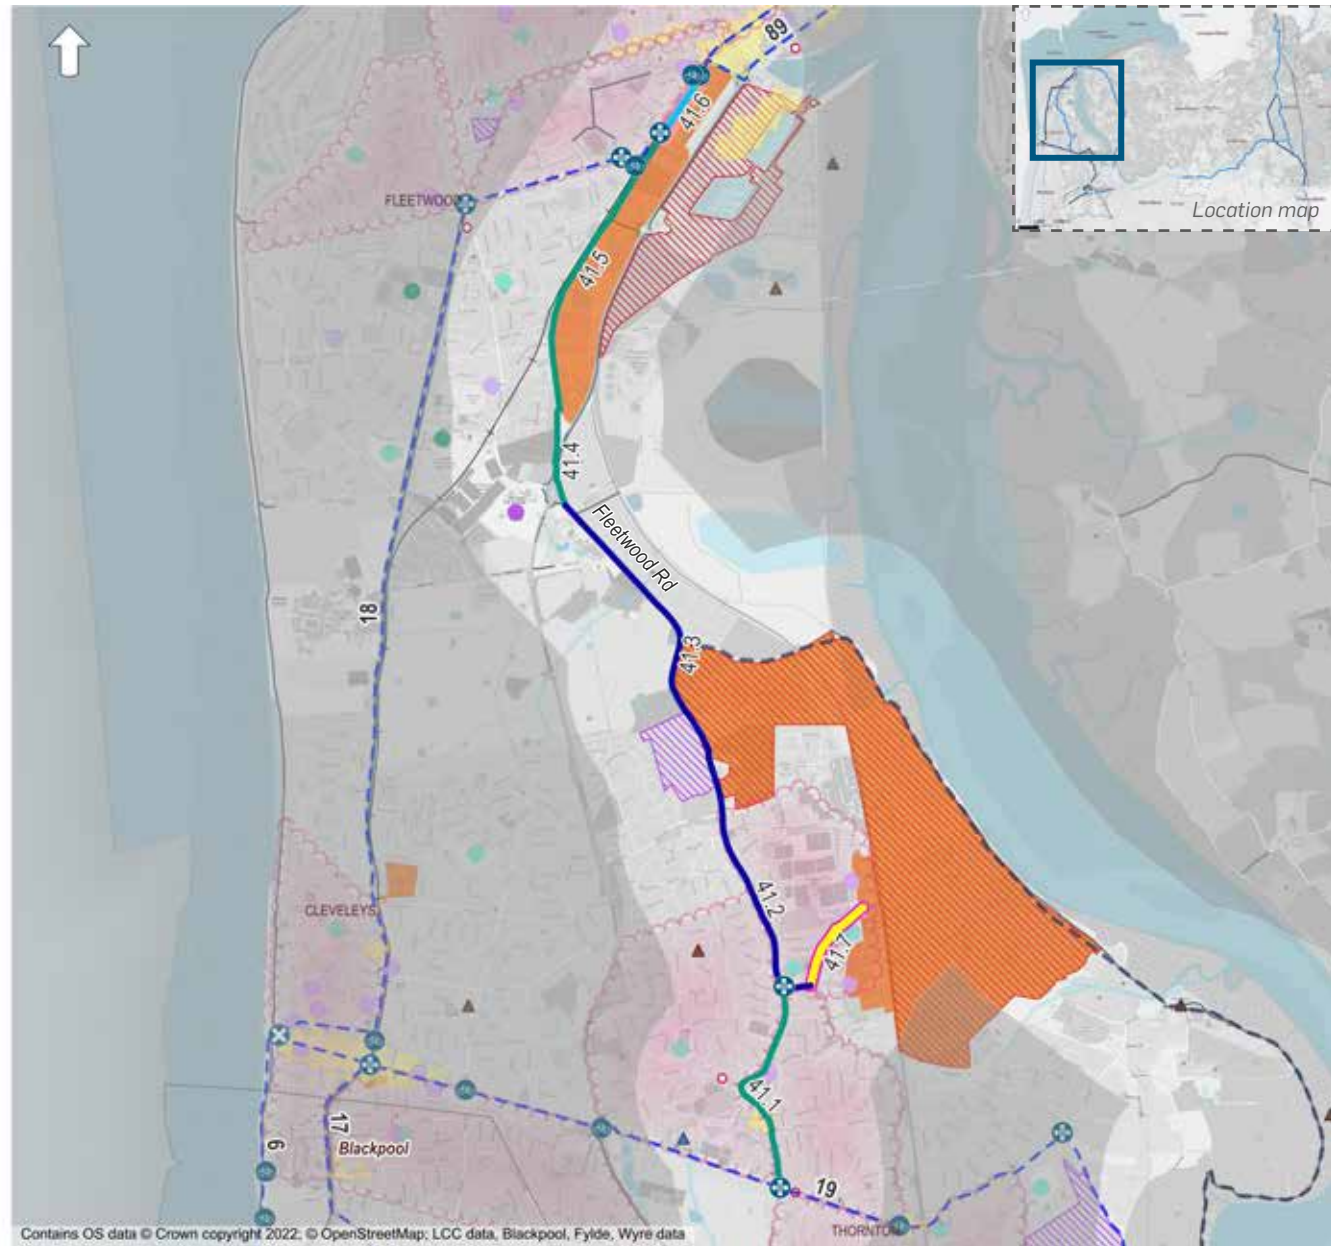 89
41.6
Location map
FLEETWOOD
41.5
41.4
Fleetwood Rd
18
41.3
41.2
CLEVELEYS
41.7
41.1
17
6
Blackpool
19
THORNTON
Contains OS data © Crown copyright 2022; © OpenStreetMap; LCC data, Blackpool, Fylde, Wyre data